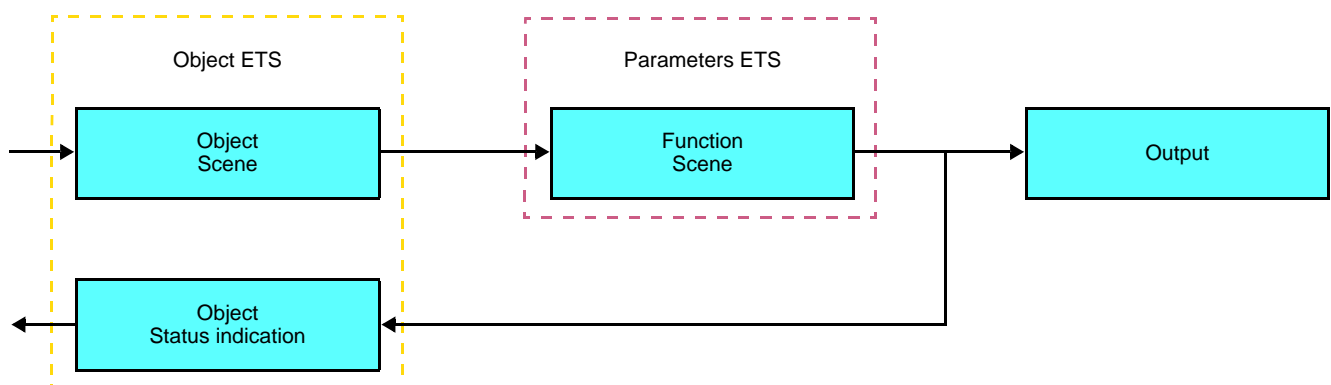 Object ETS
Parameters ETS
Object
Scene
Function
Scene
Output
Object
Status indication